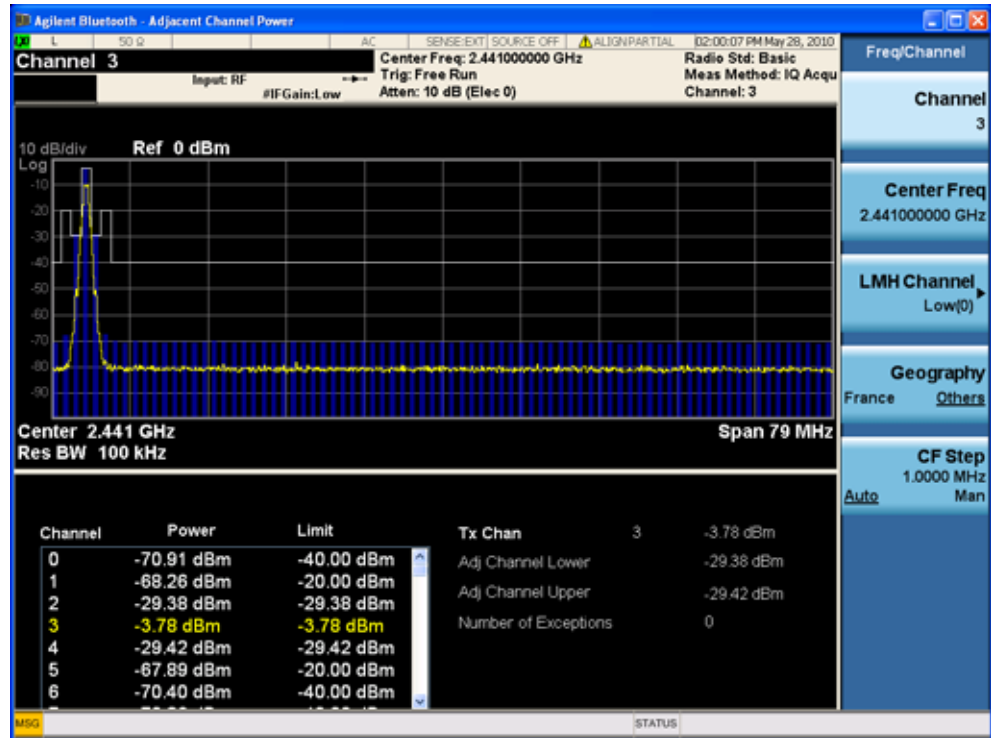 Agilent Bluetooth - Adjacent Channel Power
L 50 Ω AC SENSE:EXT SOURCE OFF ALIGN PARTIAL 02:00:07 PM May 28, 2010
Channel 3
Input: RF
#IFGain:Low
Center Freq: 2.441000000 GHz
Trig: Free Run
Atten: 10 dB (Elec 0)
Radio Std: Basic
Meas Method: IQ Acqu
Channel: 3
10 dB/div Ref 0 dBm
Log
-10
-20
-30
-40
-50
-60
-70
-80
-90
Center 2.441 GHz Span 79 MHz
Res BW 100 kHz
Channel Power Limit
0 -70.91 dBm -40.00 dBm
1 -68.26 dBm -20.00 dBm
2 -29.38 dBm -29.38 dBm
3 -3.78 dBm -3.78 dBm
4 -29.42 dBm -29.42 dBm
5 -67.89 dBm -20.00 dBm
6 -70.40 dBm -40.00 dBm
Tx Chan 3 -3.78 dBm
Adj Channel Lower -29.38 dBm
Adj Channel Upper -29.42 dBm
Number of Exceptions 0
MSG STATUS
Freq/Channel
Channel
3
Center Freq
2.441000000 GHz
LMH Channel
Low(0)
Geography
France Others
CF Step
1.0000 MHz
Auto Man